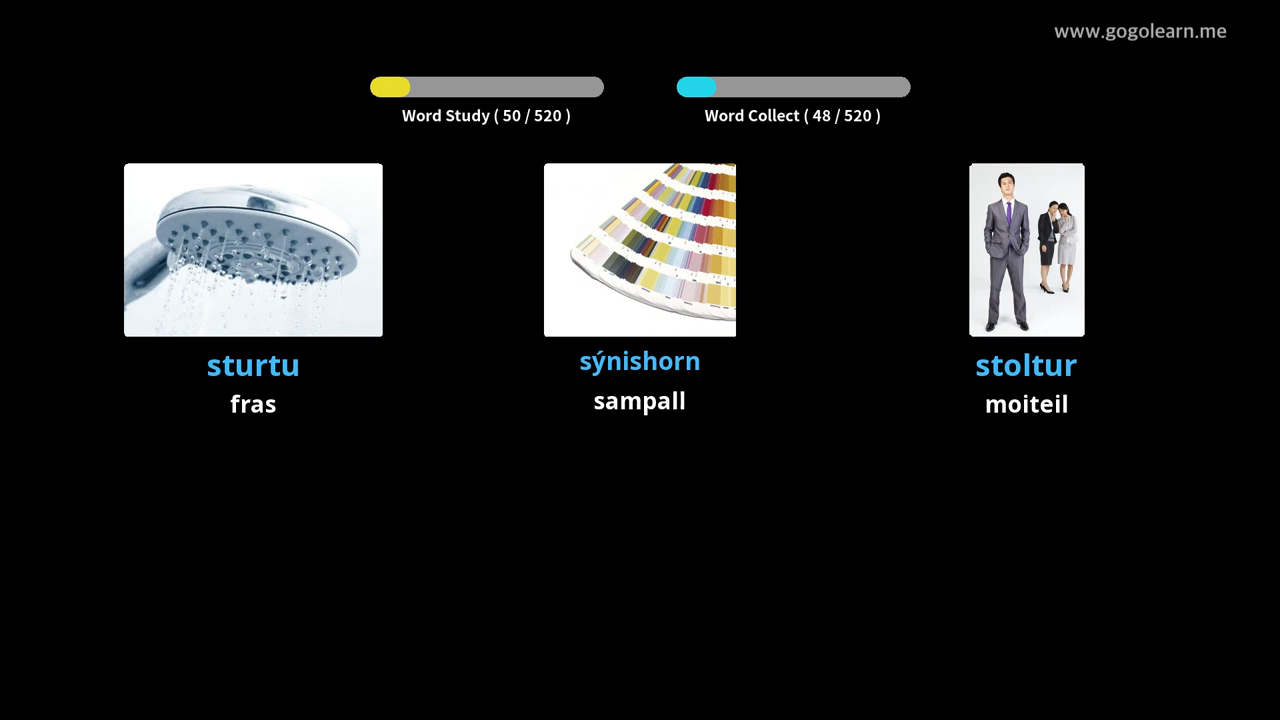 www.gogolearn.me
Word Study ( 50 / 520 )
Word Collect ( 48 / 520 )
sturtu
fras
sýnishorn
sampall
stoltur
moiteil